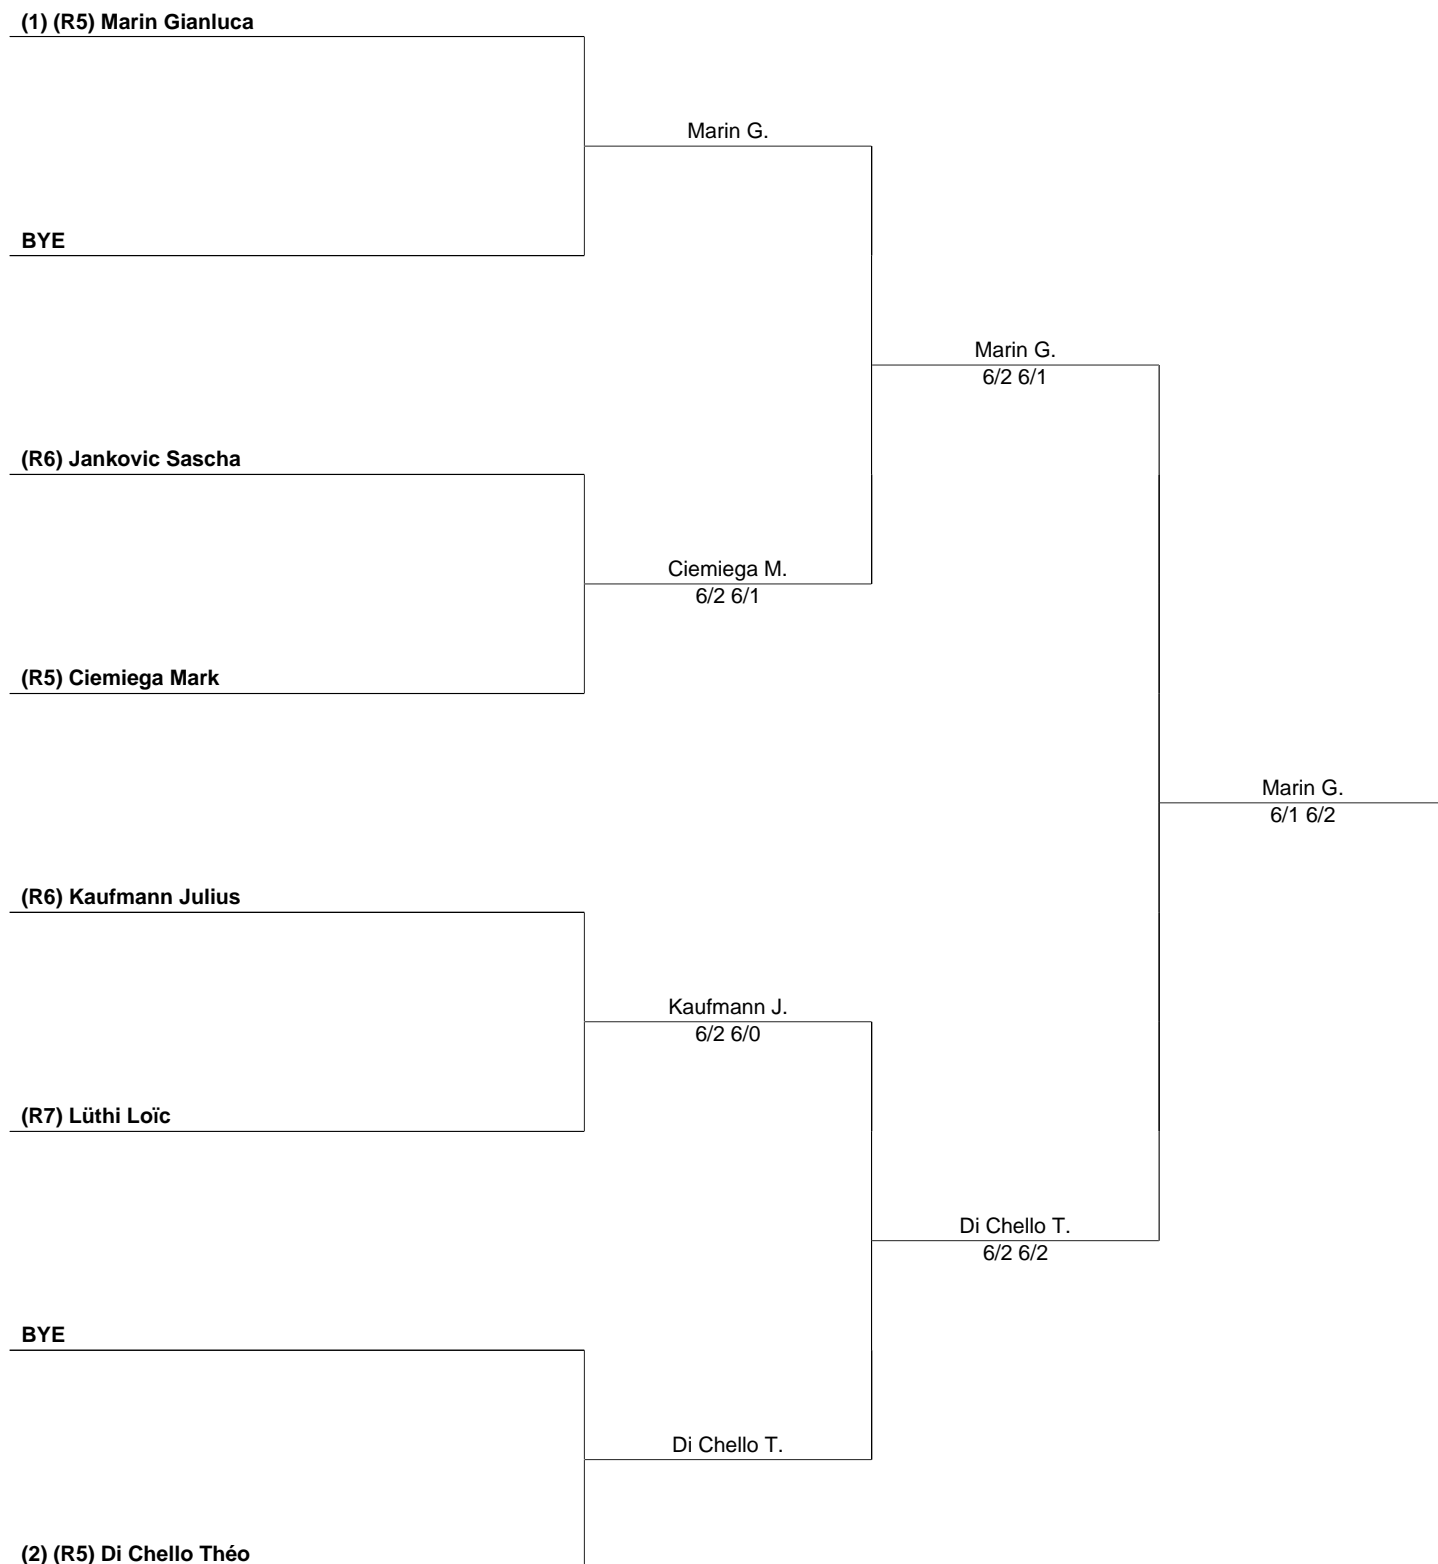 (1) (R5) Marin Gianluca
Marin G.
BYE
Marin G.
6/2 6/1
(R6) Jankovic Sascha
Ciemiega M.
6/2 6/1
(R5) Ciemiega Mark
Marin G.
6/1 6/2
(R6) Kaufmann Julius
Kaufmann J.
6/2 6/0
(R7) Lüthi Loïc
Di Chello T.
6/2 6/2
BYE
Di Chello T.
(2) (R5) Di Chello Théo